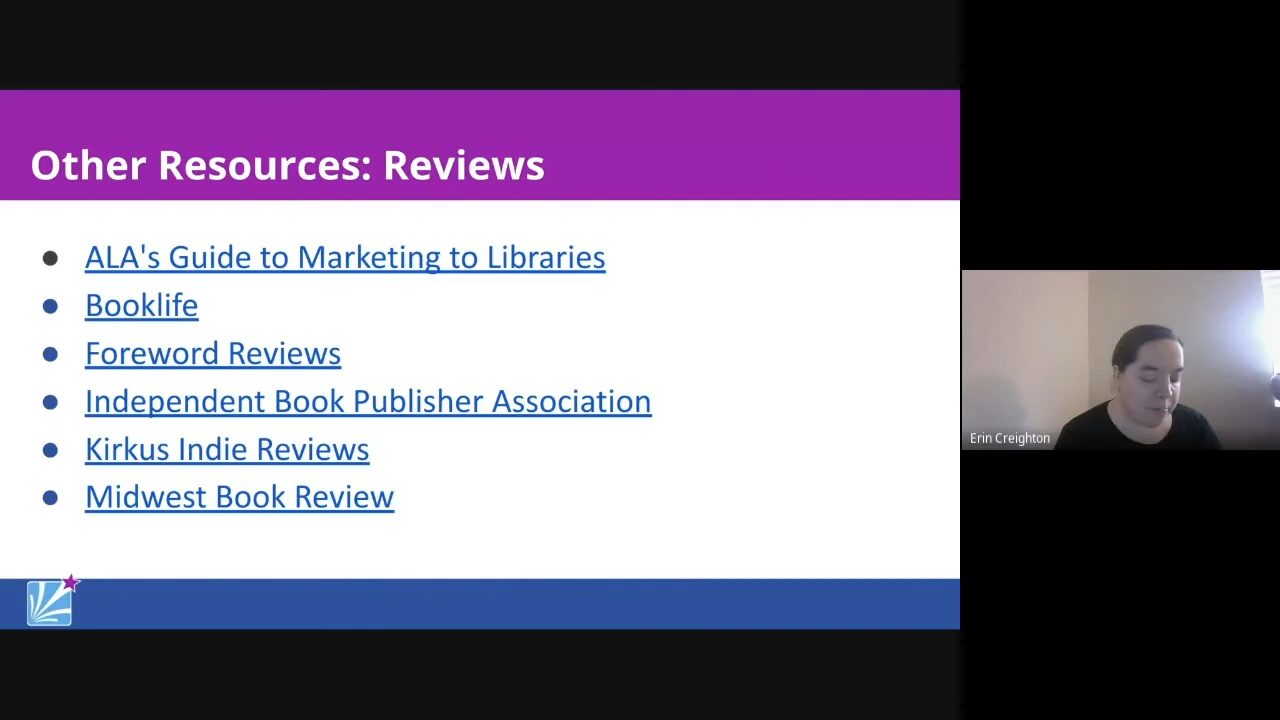 Other Resources: Reviews
ALA's Guide to Marketing to Libraries
Booklife
Foreword Reviews
Independent Book Publisher Association
Kirkus Indie Reviews
Midwest Book Review
Erin Creighton